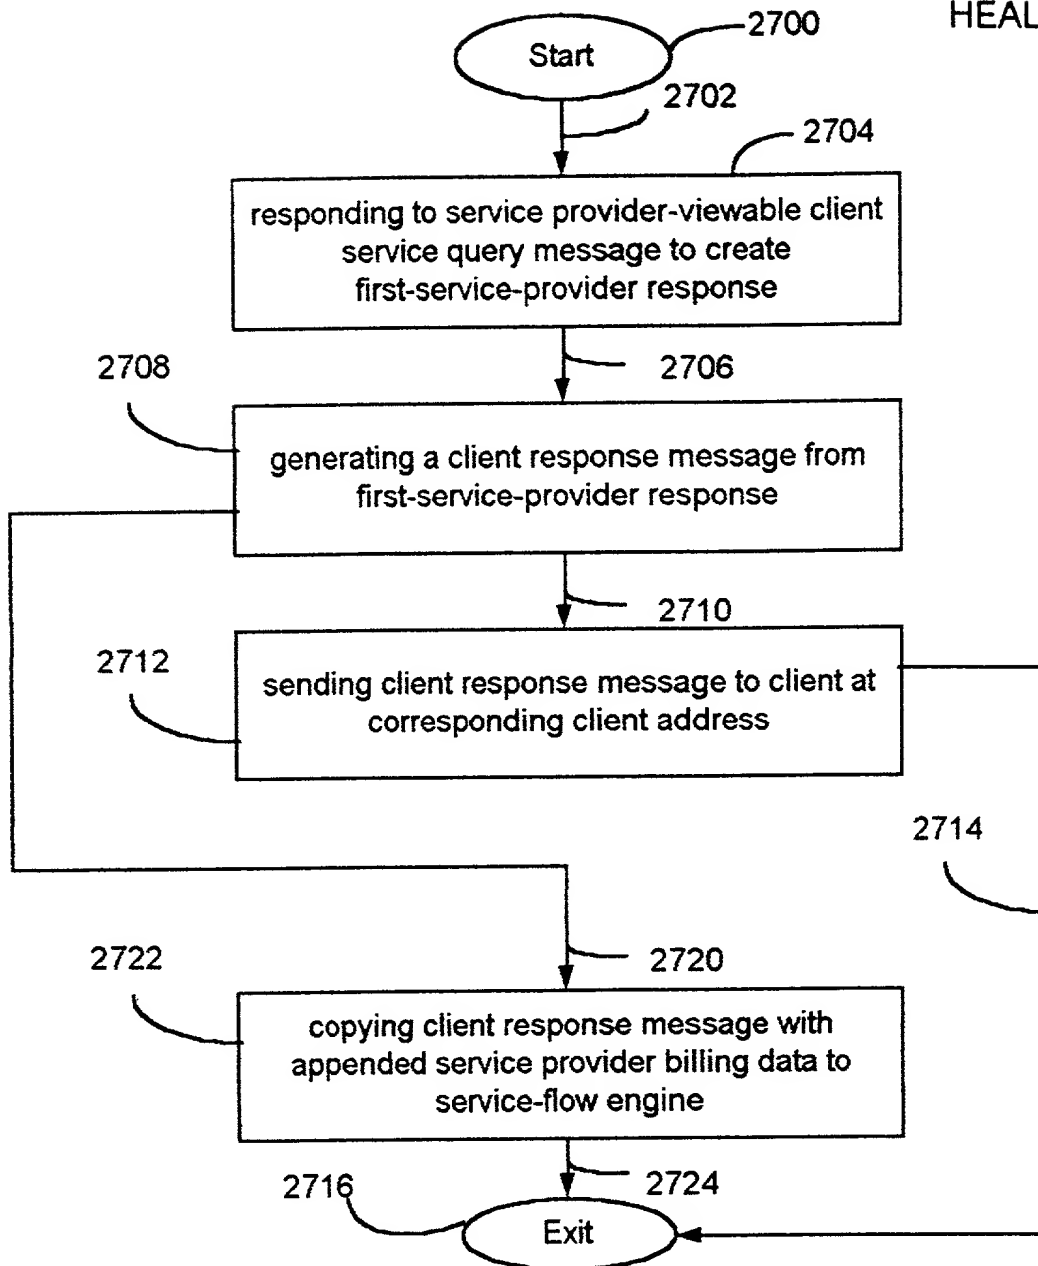 HEAL
Start
2700
2702
2704
responding to service provider-viewable client
service query message to create
first-service-provider response
2706
2708
generating a client response message from
first-service-provider response
2710
2712
sending client response message to client at
corresponding client address
2714
2720
2722
copying client response message with
appended service provider billing data to
service-flow engine
2724
2716
Exit